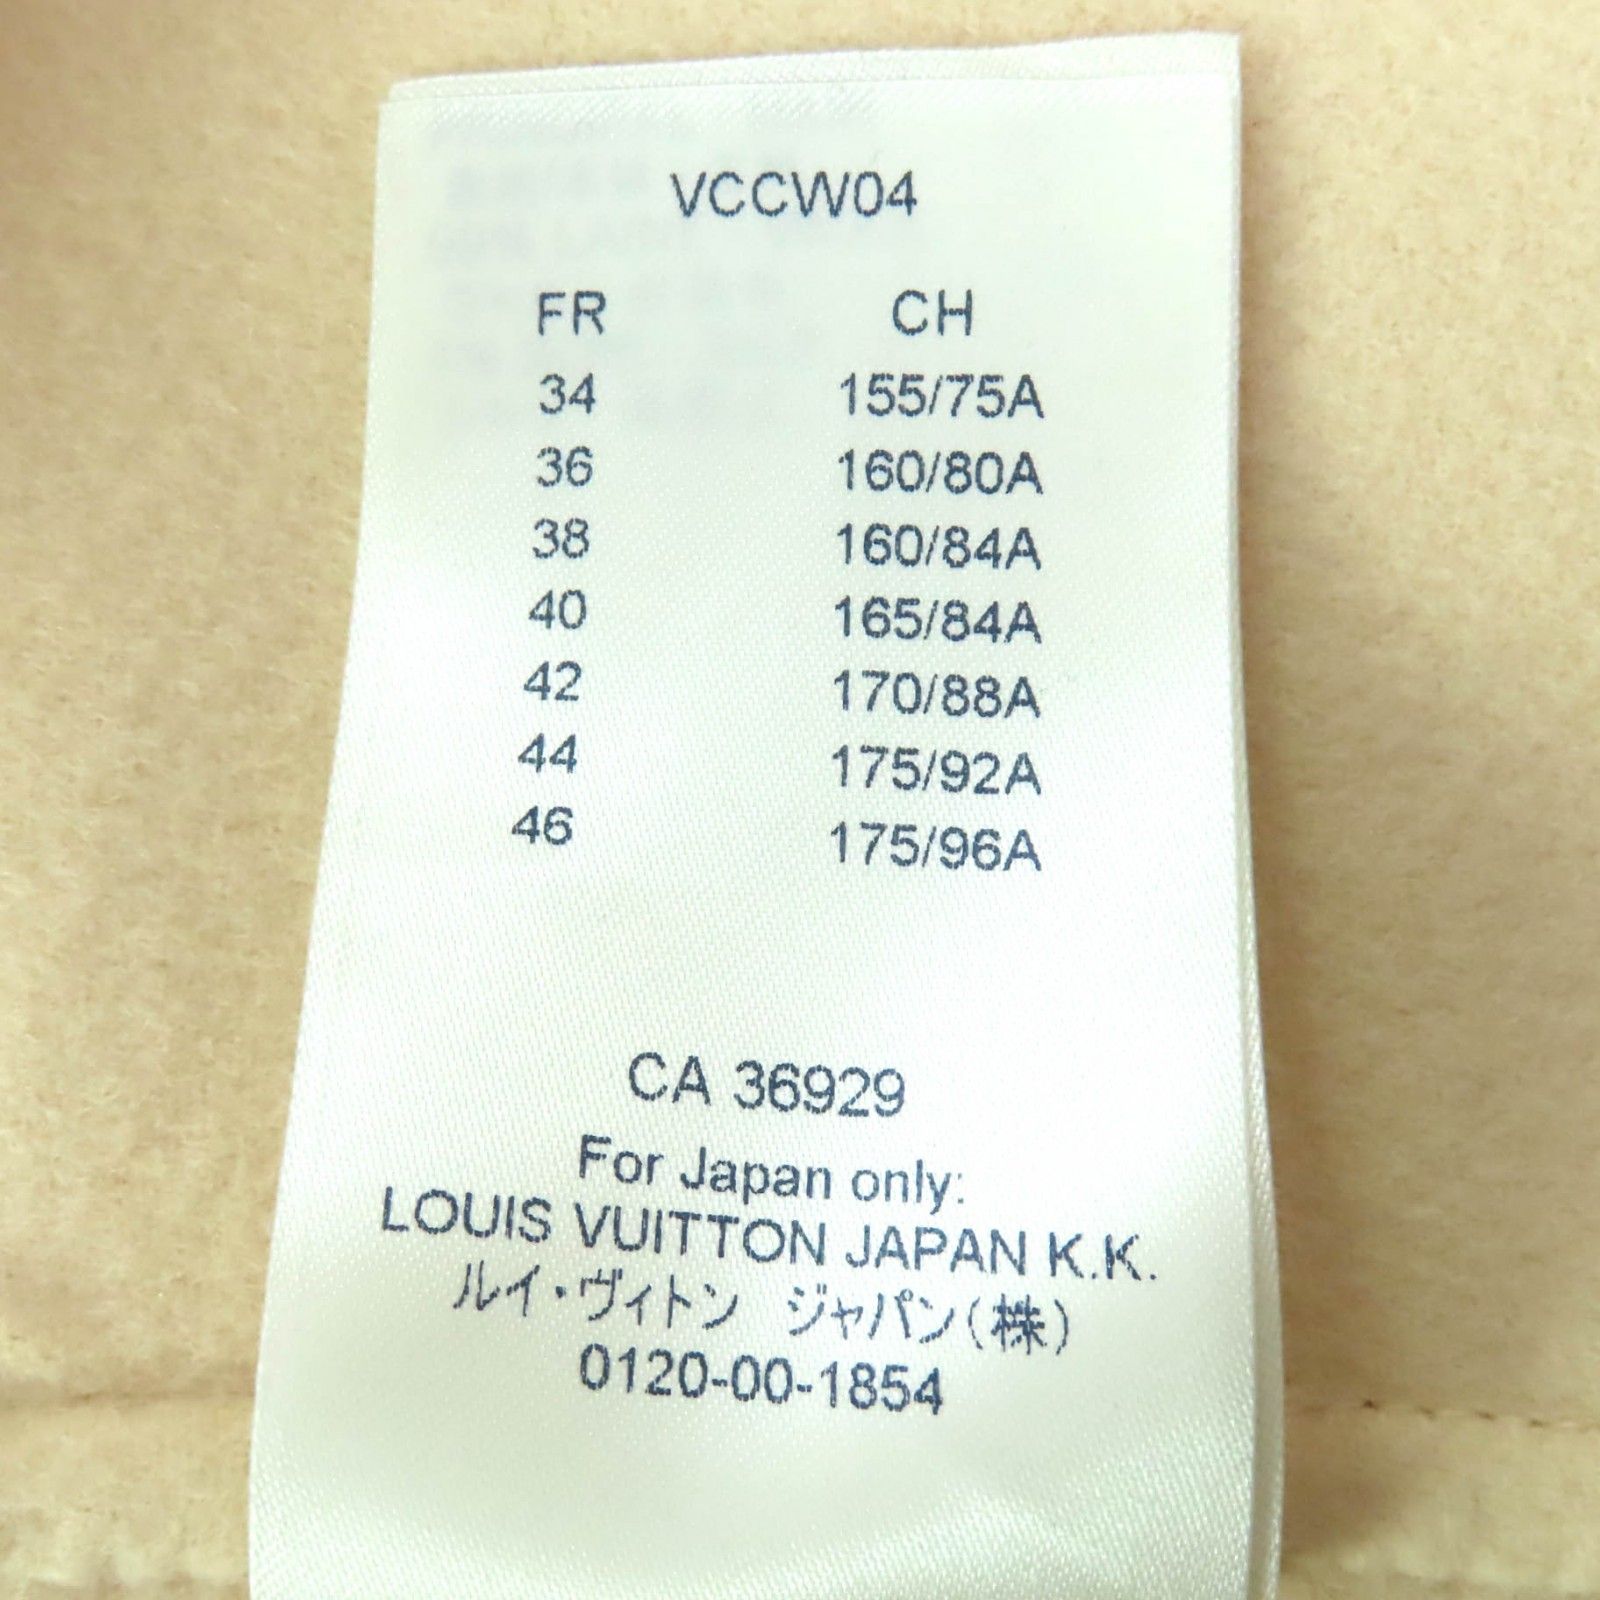 VCCW04
FR CH
34 155/75A
36 160/80A
38 160/84A
40 165/84A
42 170/88A
44 175/92A
46 175/96A
CA 36929
For Japan only:
LOUIS VUITTON JAPAN K.K.
ルイ・ヴィトン　ジャパン(株)
0120-00-1854